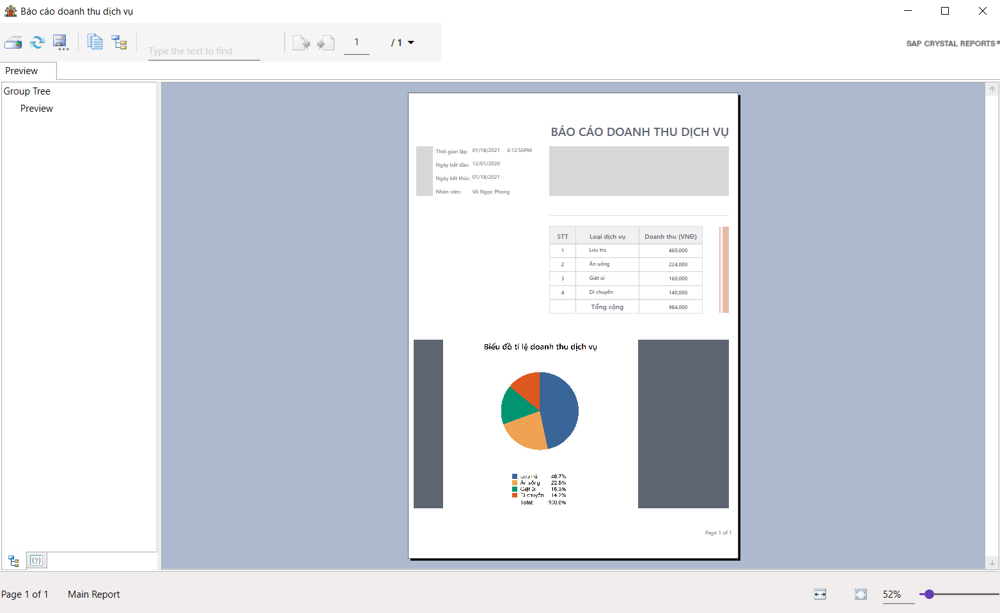 Báo cáo doanh thu dịch vụ
Type the text to find
1
/ 1
SAP CRYSTAL REPORTS®
Preview
Group Tree
Preview
BÁO CÁO DOANH THU DỊCH VỤ
Thời gian lập: 01/18/2021 6:12:56PM
Ngày bắt đầu: 12/01/2020
Ngày kết thúc: 01/18/2021
Nhân viên: Võ Ngọc Phong
STT Loại dịch vụ Doanh thu (VNĐ)
1 Lưu trú 460,000
2 Ăn uống 224,000
3 Giặt ủi 160,000
4 Di chuyển 140,000
Tổng cộng 984,000
Biểu đồ tỉ lệ doanh thu dịch vụ
Lưu trú 46.7%
Ăn uống 22.8%
Giặt ủi 16.3%
Di chuyển 14.2%
Total: 100.0%
Page 1 of 1
(?)
Page 1 of 1 Main Report 52%